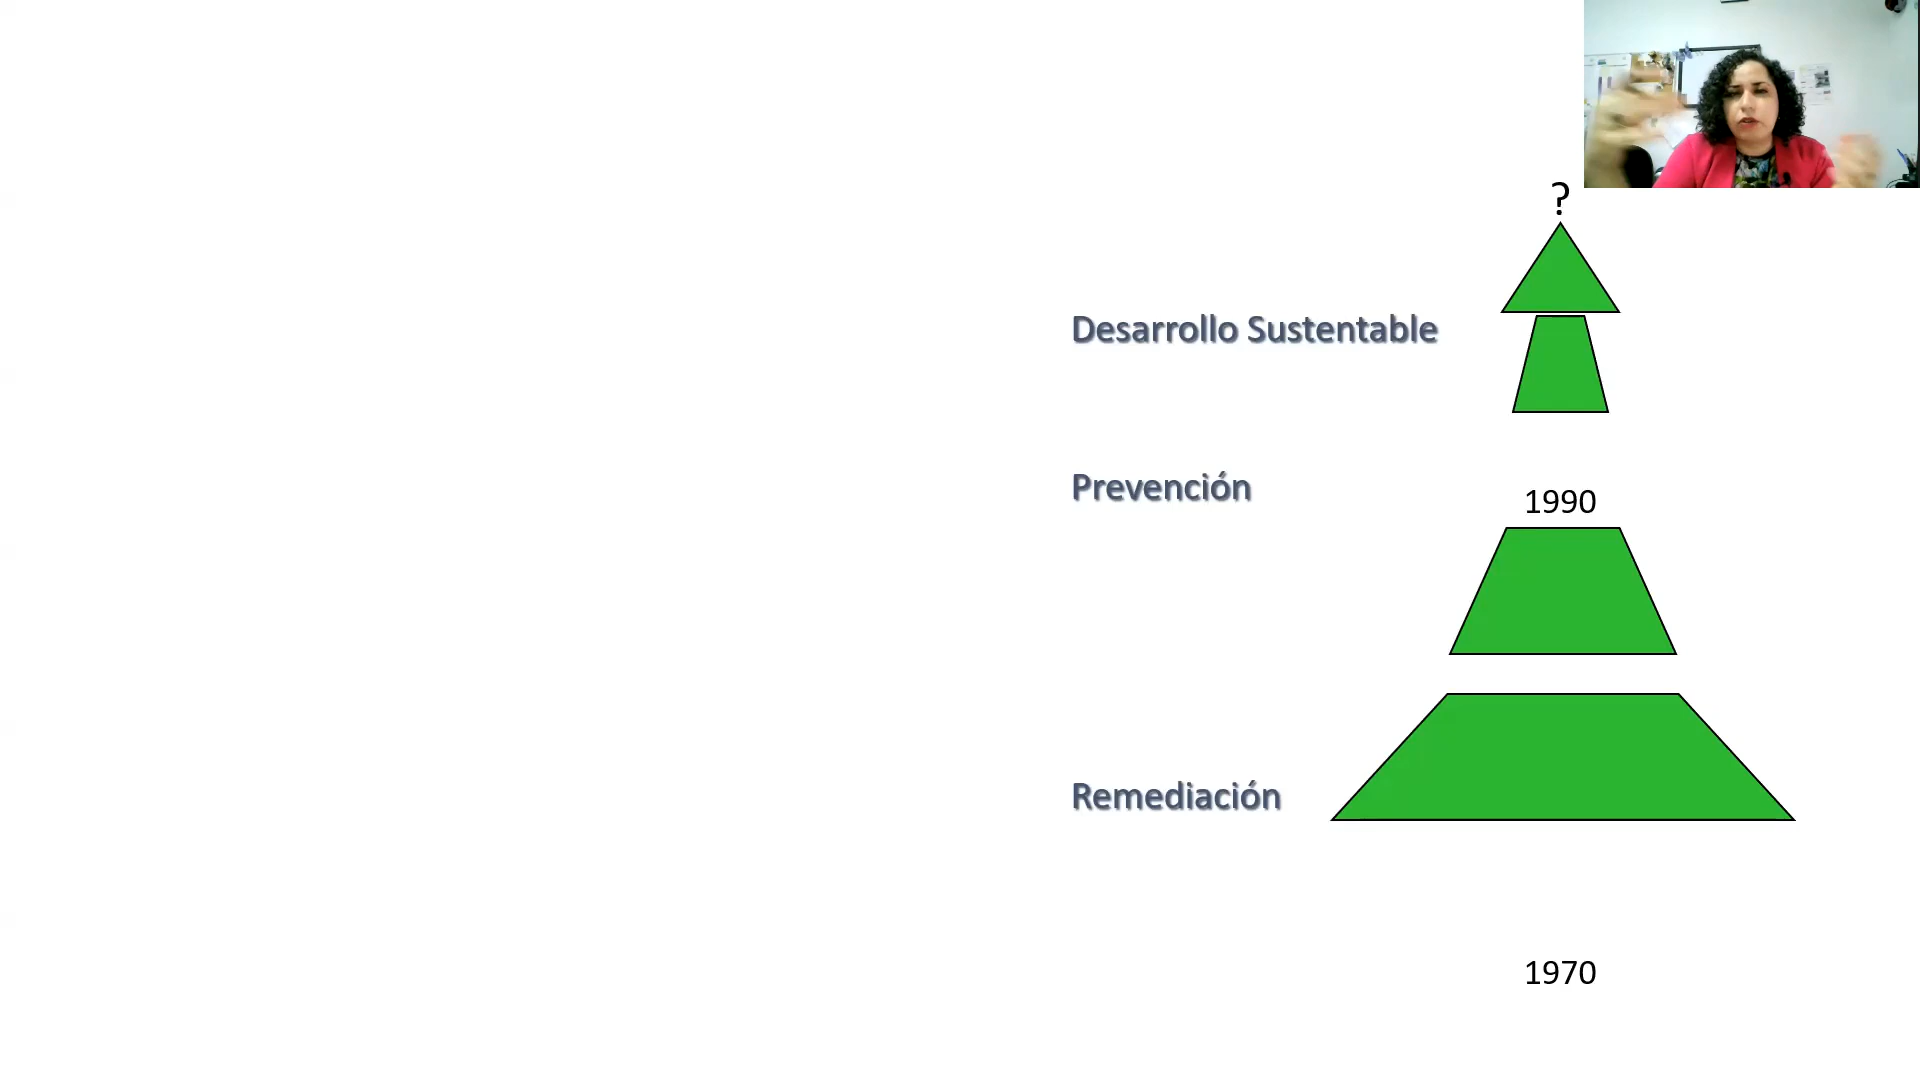 ?
Desarrollo Sustentable
Prevención
1990
Remediación
1970